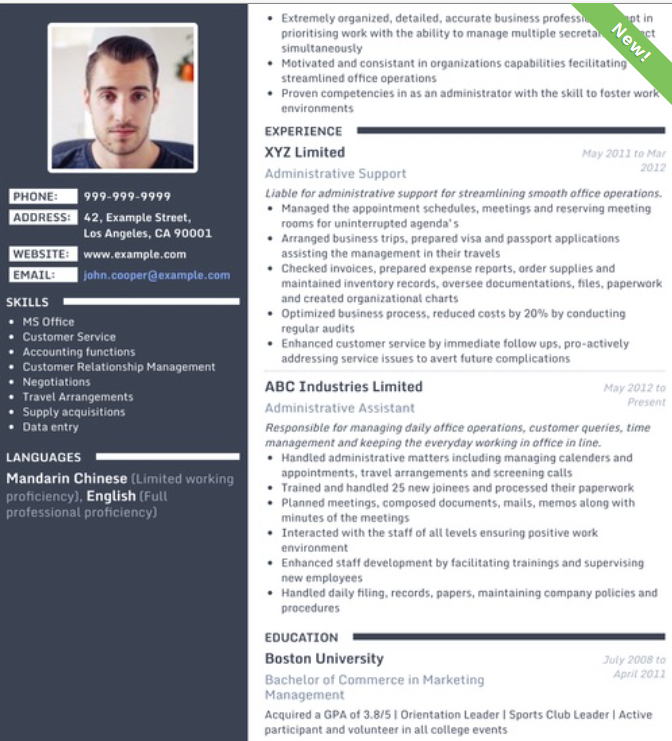 New!
PHONE: 999-999-9999
ADDRESS: 42, Example Street,
Los Angeles, CA 90001
WEBSITE: www.example.com
EMAIL: john.cooper@example.com
SKILLS
• MS Office
• Customer Service
• Accounting functions
• Customer Relationship Management
• Negotiations
• Travel Arrangements
• Supply acquisitions
• Data entry
LANGUAGES
Mandarin Chinese (Limited working
proficiency), English (Full
professional proficiency)
• Extremely organized, detailed, accurate business in
prioritising work with the ability to manage multiple
simultaneously
• Motivated and consistant in organizations capabilities fecilitating
streamlined office operations
• Proven competencies in as an administrator with the skill to foster work
environments
EXPERIENCE
XYZ Limited May 2011 to Mar
2012
Administrative Support
Liable for administrative support for streamlining smooth office operations.
• Managed the appointment schedules, meetings and reserving meeting
rooms for uninterrupted agenda's
• Arranged business trips, prepared visa and passport applications
assisting the management in their travels
• Checked invoices, prepared expense reports, order supplies and
maintained inventory records, oversee documentations, files, paperwork
and created organizational charts
• Optimized business process, reduced costs by 20% by conducting
regular audits
• Enhanced customer service by immediate follow ups, pro-actively
addressing service issues to avert future complications
ABC Industries Limited May 2012 to
Present
Administrative Assistant
Responsible for managing daily office operations, customer queries, time
management and keeping the everyday working in office in line.
• Handled administrative matters including managing calenders and
appointments, travel arrangements and screening calls
• Trained and handled 25 new joinees and processed their paperwork
• Planned meetings, composed documents, mails, memos along with
minutes of the meetings
• Interacted with the staff of all levels ensuring positive work
environment
• Enhanced staff development by facilitating trainings and supervising
new employees
• Handled daily filing, records, papers, maintaining company policies and
procedures
EDUCATION
Boston University July 2008 to
April 2011
Bachelor of Commerce in Marketing
Management
Acquired a GPA of 3.8/5 | Orientation Leader | Sports Club Leader | Active
participant and volunteer in all college events